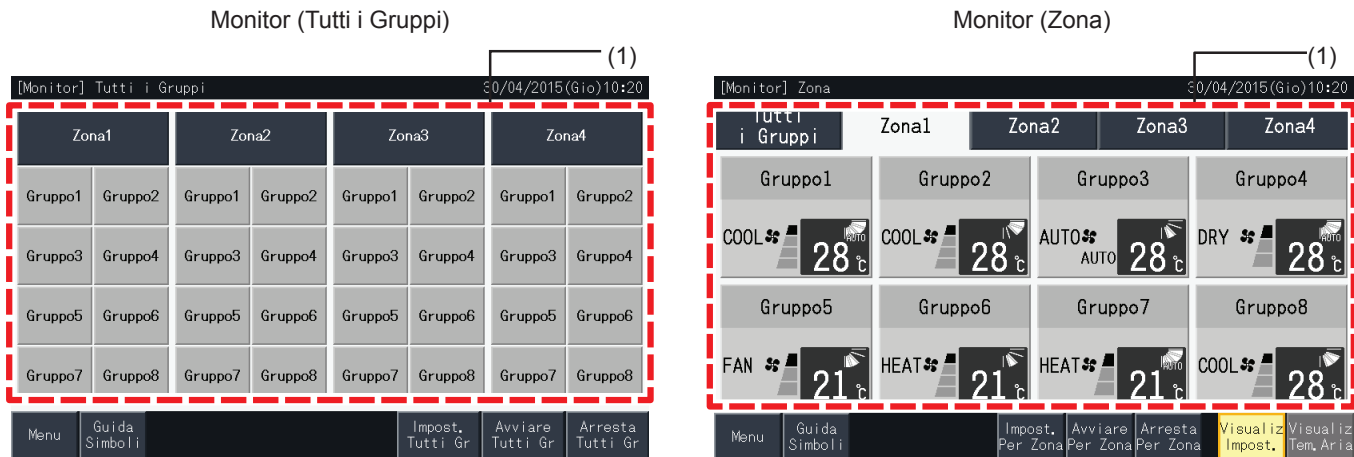 Monitor (Tutti i Gruppi)
(1)
[Monitor] Tutti i Gruppi 30/04/2015(Gio)10:20
Zona1 Zona2 Zona3 Zona4
Gruppo1 Gruppo2 Gruppo1 Gruppo2 Gruppo1 Gruppo2 Gruppo1 Gruppo2
Gruppo3 Gruppo4 Gruppo3 Gruppo4 Gruppo3 Gruppo4 Gruppo3 Gruppo4
Gruppo5 Gruppo6 Gruppo5 Gruppo6 Gruppo5 Gruppo6 Gruppo5 Gruppo6
Gruppo7 Gruppo8 Gruppo7 Gruppo8 Gruppo7 Gruppo8 Gruppo7 Gruppo8
Menu Guida Simboli Impost. Tutti Gr Avviare Tutti Gr Arresta Tutti Gr
Monitor (Zona)
(1)
[Monitor] Zona 30/04/2015(Gio)10:20
Tutti i Gruppi Zona1 Zona2 Zona3 Zona4
Gruppo1 Gruppo2 Gruppo3 Gruppo4
COOL AUTO 28℃ COOL 28℃ AUTO AUTO 28℃ DRY AUTO 28℃
Gruppo5 Gruppo6 Gruppo7 Gruppo8
FAN 21℃ HEAT 21℃ HEAT AUTO 21℃ COOL 28℃
Menu Guida Simboli Impost. Per Zona Avviare Per Zona Arresta Per Zona Visualiz Impost. Visualiz Tem.Aria